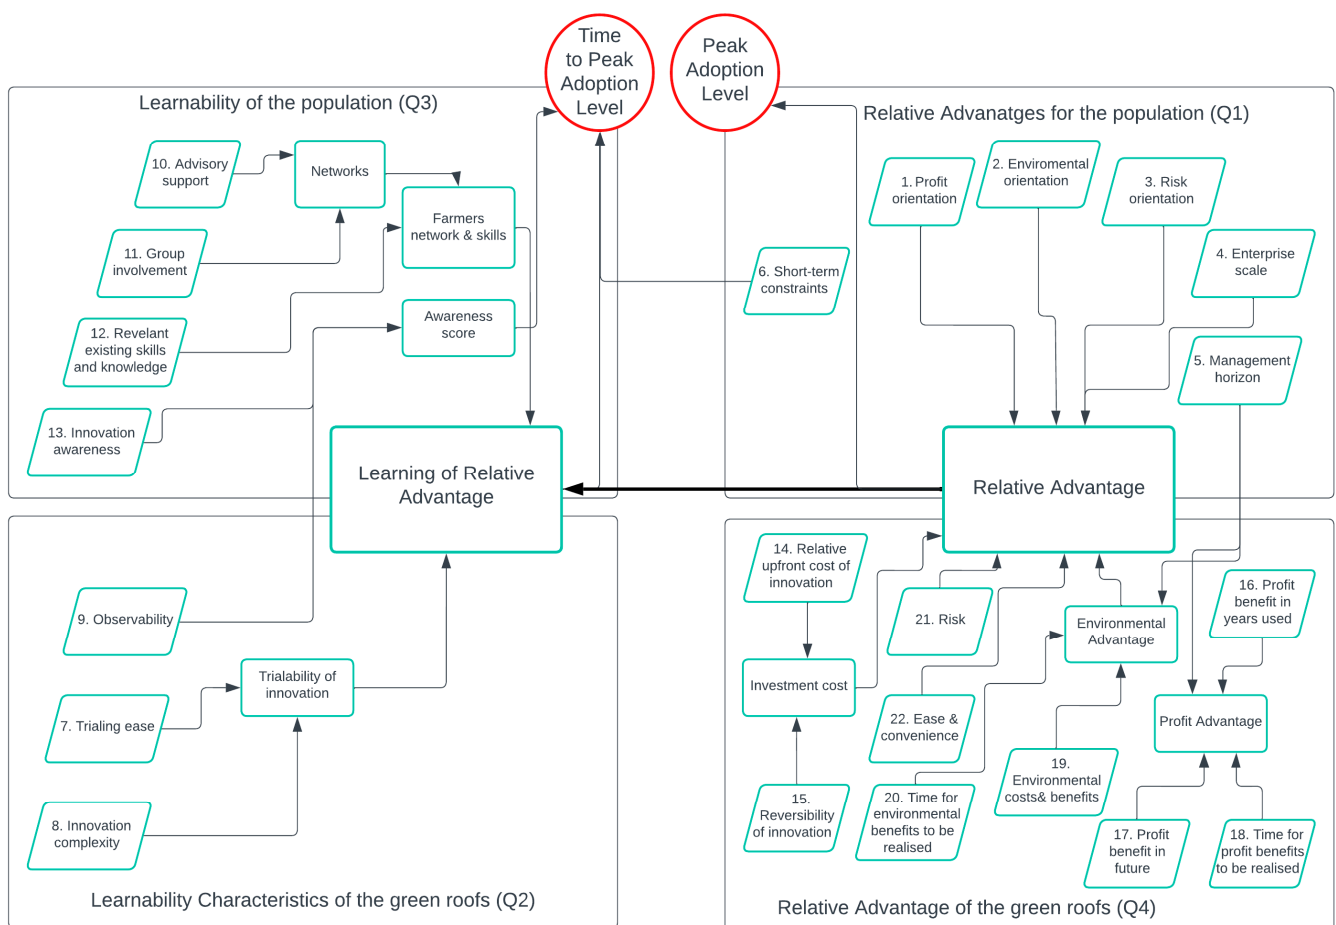 Time
to Peak
Adoption
Level
Peak
Adoption
Level
Learnability of the population (Q3)
10. Advisory
support
Networks
Farmers
network & skills
11. Group
involvement
Awareness
score
12. Revelant
existing skills
and knowledge
13. Innovation
awareness
Relative Advanatges for the population (Q1)
1. Profit
orientation
2. Enviromental
orientation
3. Risk
orientation
4. Enterprise
scale
5. Management
horizon
6. Short-term
constraints
Learning of Relative
Advantage
Relative Advantage
9. Observability
Trialability of
innovation
7. Trialing ease
8. Innovation
complexity
Learnability Characteristics of the green roofs (Q2)
14. Relative
upfront cost of
innovation
21. Risk
Environmental
Advantage
16. Profit
benefit in
years used
Investment cost
22. Ease &
convenience
Profit Advantage
19.
Environmental
costs& benefits
15.
Reversibility
of innovation
20. Time for
environmental
benefits to be
realised
17. Profit
benefit in
future
18. Time for
profit benefits
to be realised
Relative Advantage of the green roofs (Q4)